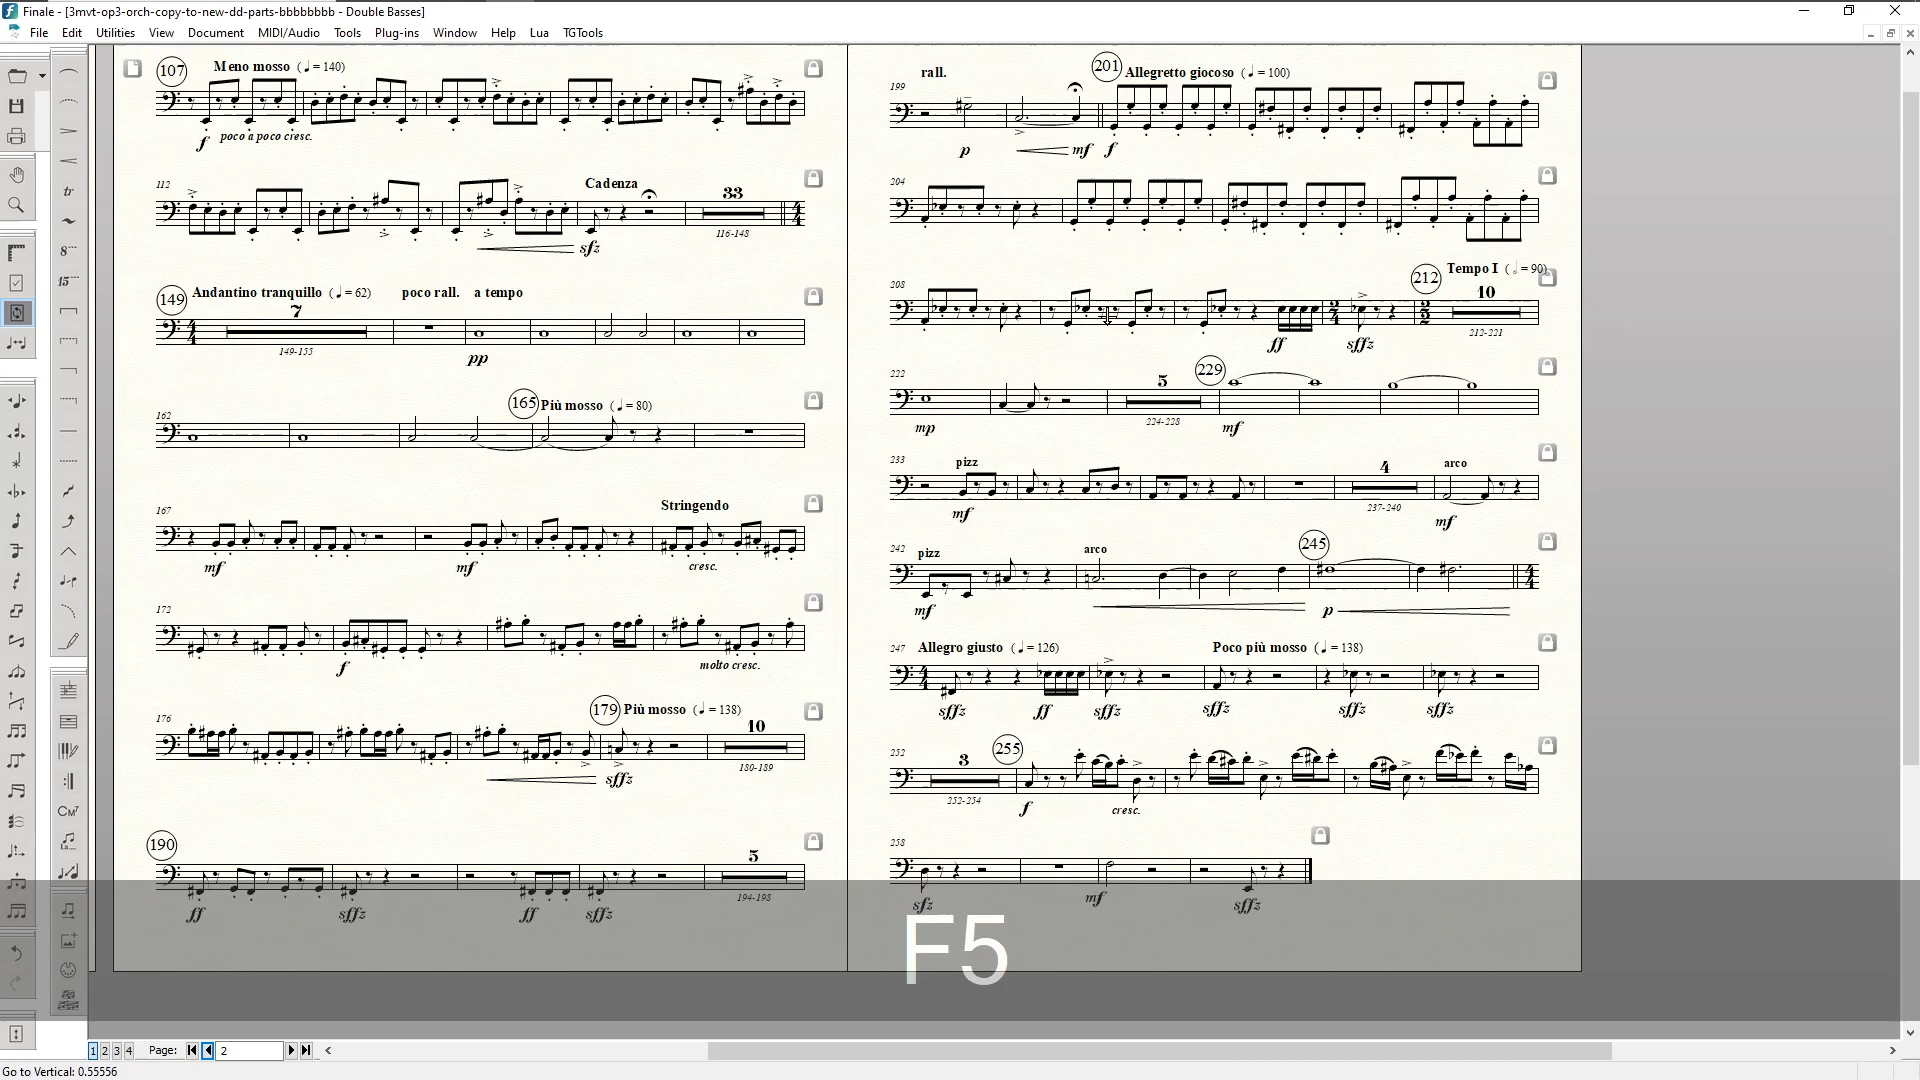 Finale - [3mvt-op3-orch-copy-to-new-dd-parts-bbbbbbbb - Double Basses]
File Edit Utilities View Document MIDI/Audio Tools Plug-ins Window Help Lua TGTools
107 Meno mosso (♩ = 140)
f poco a poco cresc.
112 Cadenza 33
sfz 116-148
149 Andantino tranquillo (♩ = 62) poco rall. a tempo
7
149-155 pp
162 165 Più mosso (♩ = 80)
167 Stringendo
mf mf cresc.
172
f molto cresc.
176 179 Più mosso (♩ = 138)
10
sffz 180-189
190
5
ff sffz ff sffz 194-198
rall. 201 Allegretto giocoso (♩ = 100)
199
p mf f
204
208 212 Tempo I (𝅗𝅥 = 90)
10
ff sffz 212-221
222 5 229
mp 224-228 mf
233 pizz 4 arco
mf 237-240 mf
242 pizz arco 245
mf p
247 Allegro giusto (♩ = 126) Poco più mosso (♩ = 138)
sffz ff sffz sffz sffz sffz
252 3 255
252-254 f cresc.
258
sfz mf sffz
F5
tr
8
15
CM7
1 2 3 4 Page: 2
Go to Vertical: 0.55556